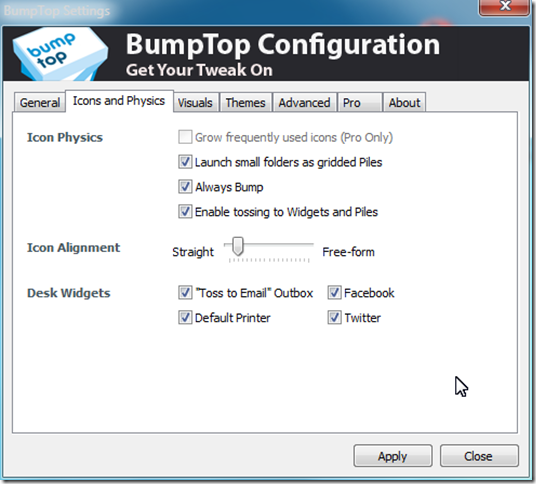 BumpTop Settings
bump
top
BumpTop Configuration
Get Your Tweak On
General Icons and Physics Visuals Themes Advanced Pro About
Icon Physics Grow frequently used icons (Pro Only)
Launch small folders as gridded Piles
Always Bump
Enable tossing to Widgets and Piles
Icon Alignment Straight Free-form
Desk Widgets "Toss to Email" Outbox Facebook
Default Printer Twitter
Apply Close